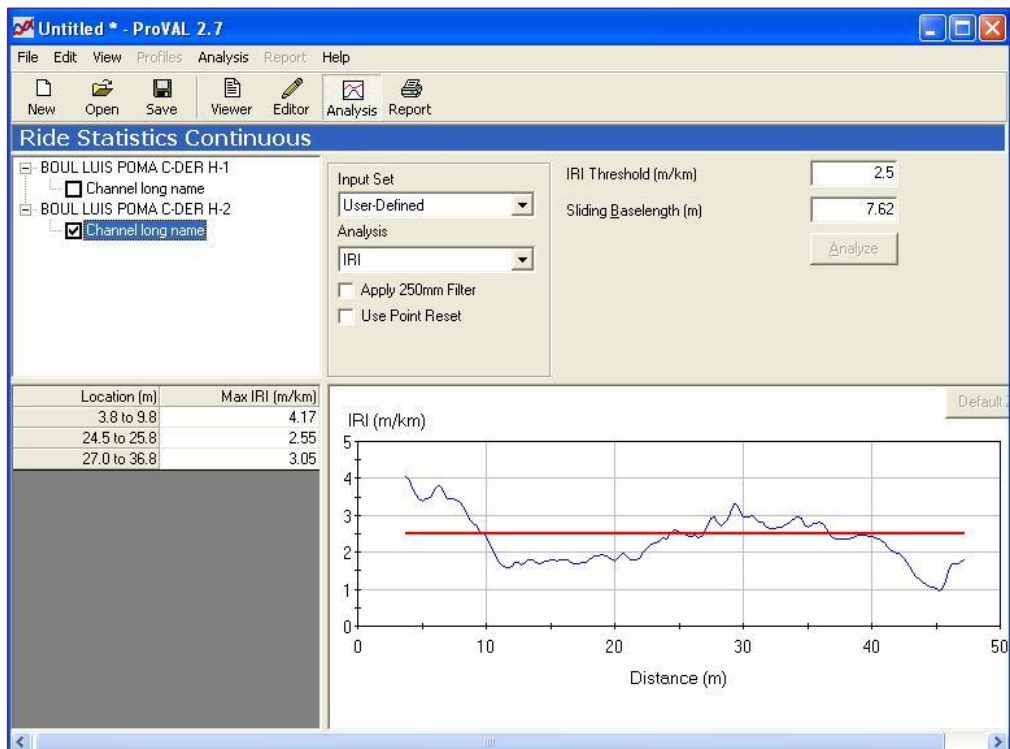 Untitled * - ProVAL 2.7
File Edit View Profiles Analysis Report Help
New Open Save Viewer Editor Analysis Report
Ride Statistics Continuous
BOUL LUIS POMA C-DER H-1
Channel long name
BOUL LUIS POMA C-DER H-2
Channel long name
Input Set
User-Defined
Analysis
IRI
Apply 250mm Filter
Use Point Reset
IRI Threshold (m/km) 2.5
Sliding Baselength (m) 7.62
Analyze
Location (m) Max IRI (m/km)
3.8 to 9.8 4.17
24.5 to 25.8 2.55
27.0 to 36.8 3.05
Default
IRI (m/km)
5
4
3
2
1
0
0 10 20 30 40 50
Distance (m)